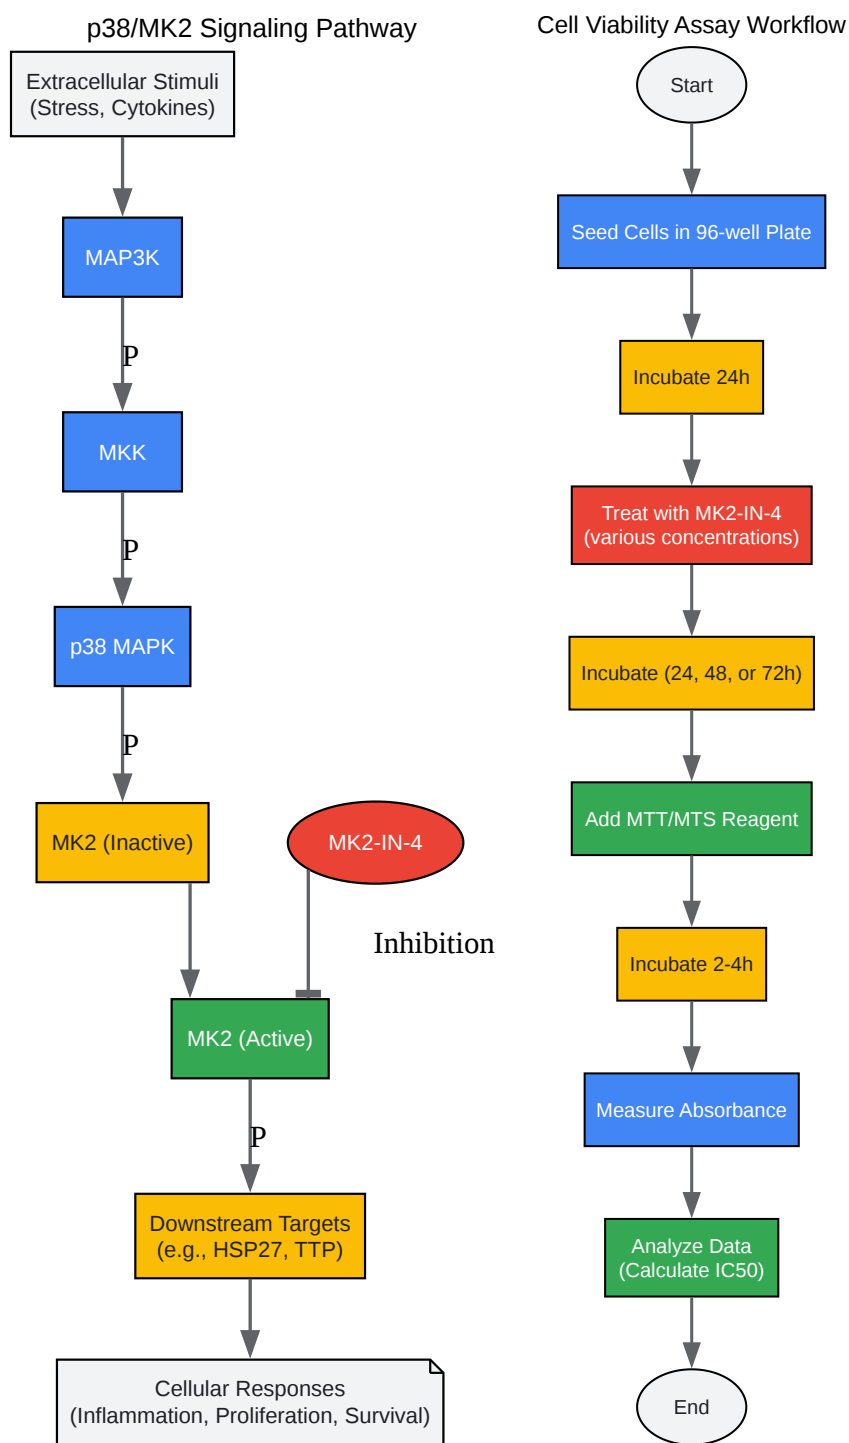 p38/MK2 Signaling Pathway
Extracellular Stimuli
(Stress, Cytokines)
MAP3K
P
MKK
P
p38 MAPK
P
MK2 (Inactive)
MK2-IN-4
Inhibition
MK2 (Active)
P
Downstream Targets
(e.g., HSP27, TTP)
Cellular Responses
(Inflammation, Proliferation, Survival)
Cell Viability Assay Workflow
Start
Seed Cells in 96-well Plate
Incubate 24h
Treat with MK2-IN-4
(various concentrations)
Incubate (24, 48, or 72h)
Add MTT/MTS Reagent
Incubate 2-4h
Measure Absorbance
Analyze Data
(Calculate IC50)
End